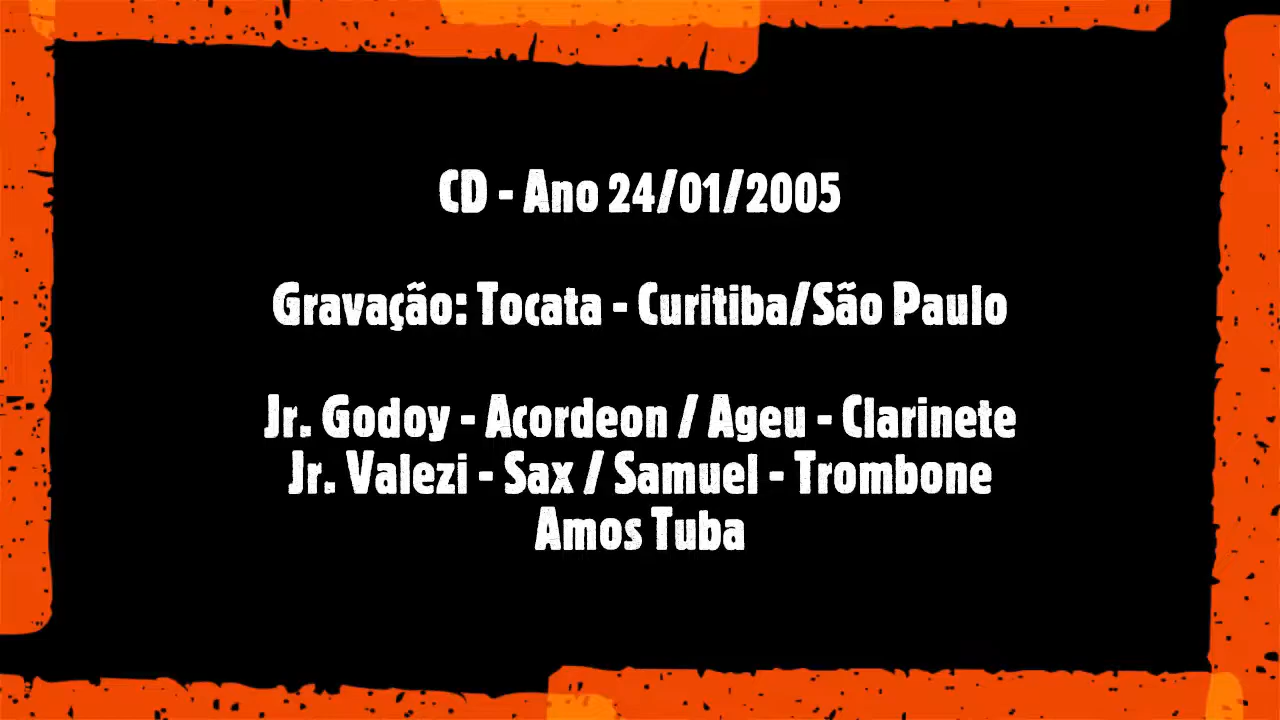 CD - Ano 24/01/2005
Gravação: Tocata - Curitiba/São Paulo
Jr. Godoy - Acordeon / Ageu - Clarinete
Jr. Valezi - Sax / Samuel - Trombone
Amos Tuba